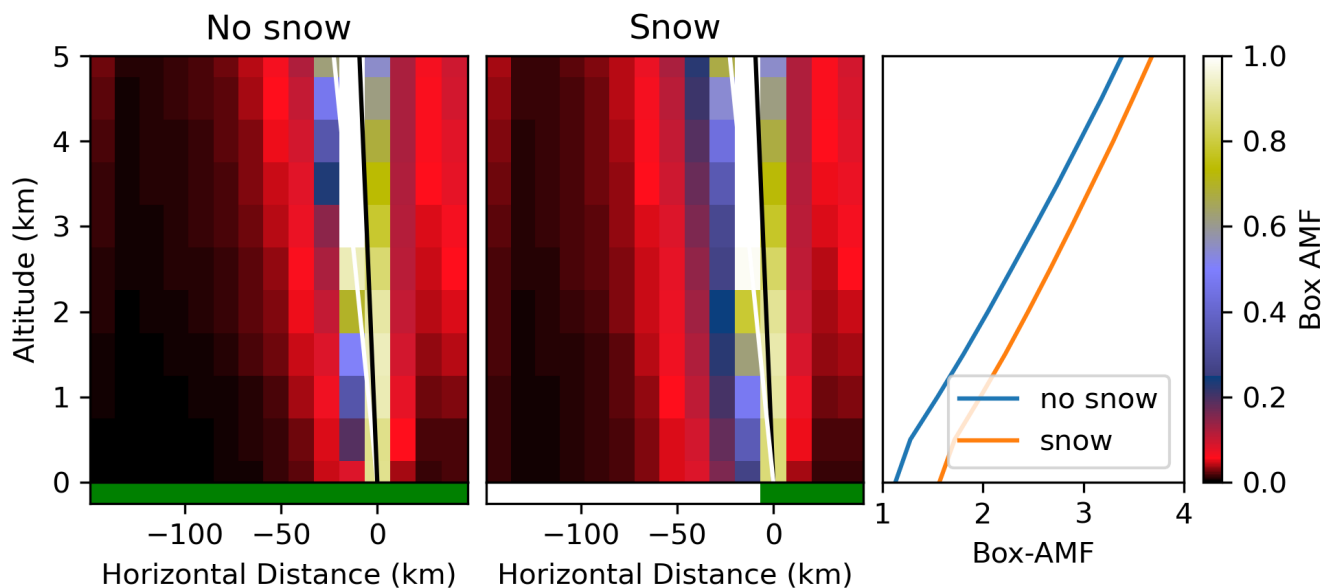 No snow
Snow
5
4
3
2
1
0
Altitude (km)
−100
−50
0
Horizontal Distance (km)
−100
−50
0
Horizontal Distance (km)
no snow
snow
1
2
3
4
Box-AMF
1.0
0.8
0.6
0.4
0.2
0.0
Box AMF